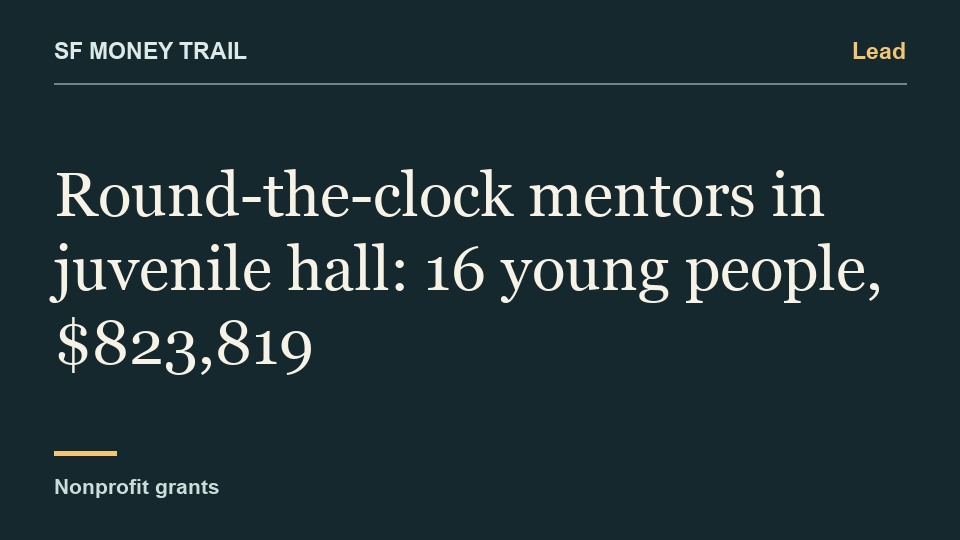 SF MONEY TRAIL
Lead
Round-the-clock mentors in
juvenile hall: 16 young people,
$823,819
Nonprofit grants